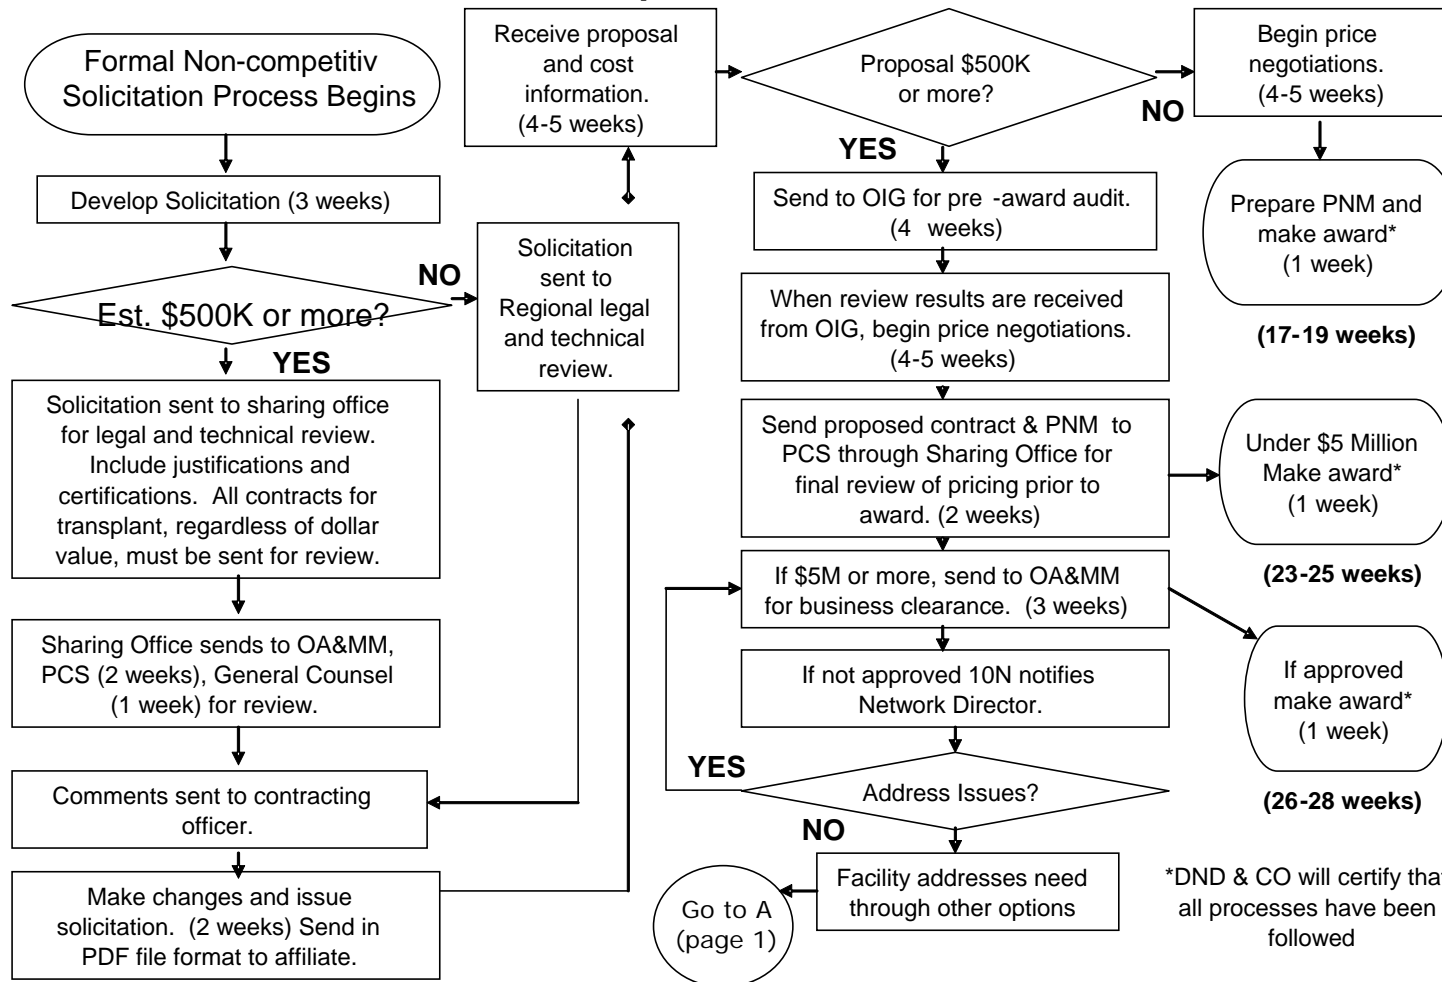 Formal Non-competitiv
Solicitation Process Begins
Develop Solicitation (3 weeks)
Est. $500K or more?
NO
YES
Solicitation sent to sharing office
for legal and technical review.
Include justifications and
certifications. All contracts for
transplant, regardless of dollar
value, must be sent for review.
Sharing Office sends to OA&MM,
PCS (2 weeks), General Counsel
(1 week) for review.
Comments sent to contracting
officer.
Make changes and issue
solicitation. (2 weeks) Send in
PDF file format to affiliate.
Solicitation
sent to
Regional legal
and technical
review.
Receive proposal
and cost
information.
(4-5 weeks)
Proposal $500K
or more?
NO
YES
Begin price
negotiations.
(4-5 weeks)
Prepare PNM and
make award*
(1 week)
(17-19 weeks)
Send to OIG for pre -award audit.
(4 weeks)
When review results are received
from OIG, begin price negotiations.
(4-5 weeks)
Send proposed contract & PNM to
PCS through Sharing Office for
final review of pricing prior to
award. (2 weeks)
Under $5 Million
Make award*
(1 week)
(23-25 weeks)
If $5M or more, send to OA&MM
for business clearance. (3 weeks)
If approved
make award*
(1 week)
(26-28 weeks)
If not approved 10N notifies
Network Director.
YES
Address Issues?
NO
Facility addresses need
through other options
Go to A
(page 1)
*DND & CO will certify that
all processes have been
followed